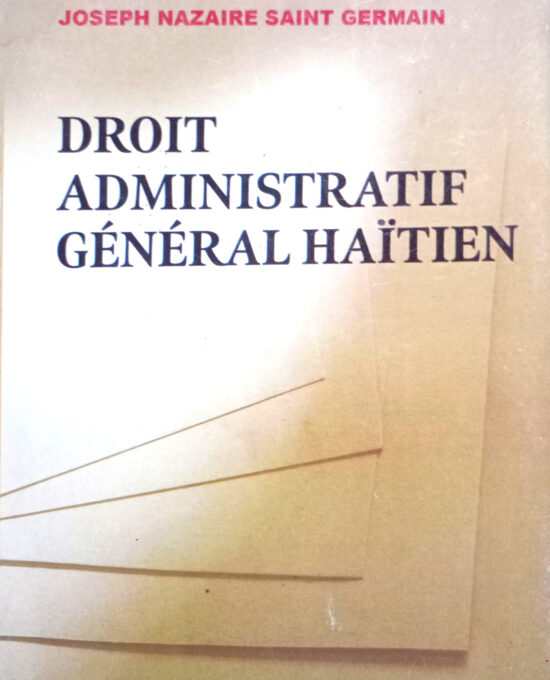 JOSEPH NAZAIRE SAINT GERMAIN
DROIT
ADMINISTRATIF
GÉNÉRAL HAÏTIEN